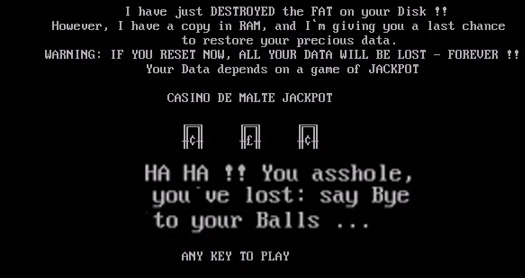 I have just DESTROYED the FAT on your Disk !!
However, I have a copy in RAM, and I`m giving you a last chance
to restore your precious data.
WARNING: IF YOU RESET NOW, ALL YOUR DATA WILL BE LOST - FOREVER !!
Your Data depends on a game of JACKPOT
CASINO DE MALTE JACKPOT
¢ £ ¢
HA HA !! You asshole,
you`ve lost: say Bye
to your Balls ...
ANY KEY TO PLAY